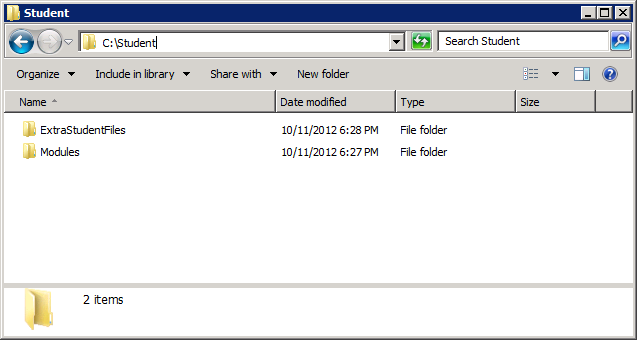 Student
C:\Student
Search Student
Organize Include in library Share with New folder
Name Date modified Type Size
ExtraStudentFiles 10/11/2012 6:28 PM File folder
Modules 10/11/2012 6:27 PM File folder
2 items